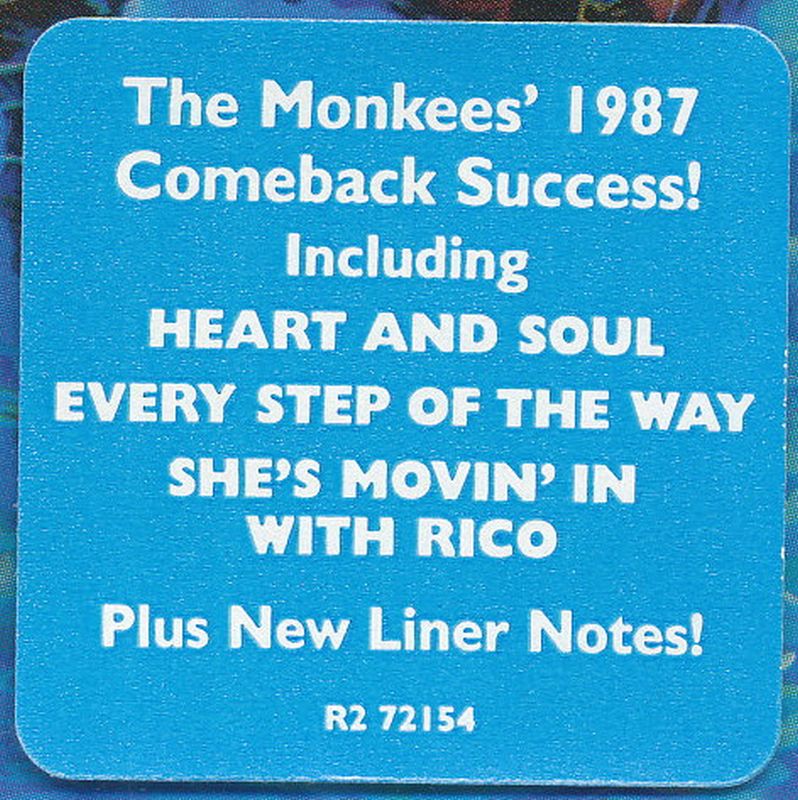 The Monkees’ 1987
Comeback Success!
Including
HEART AND SOUL
EVERY STEP OF THE WAY
SHE’S MOVIN’ IN
WITH RICO
Plus New Liner Notes!
R2 72154